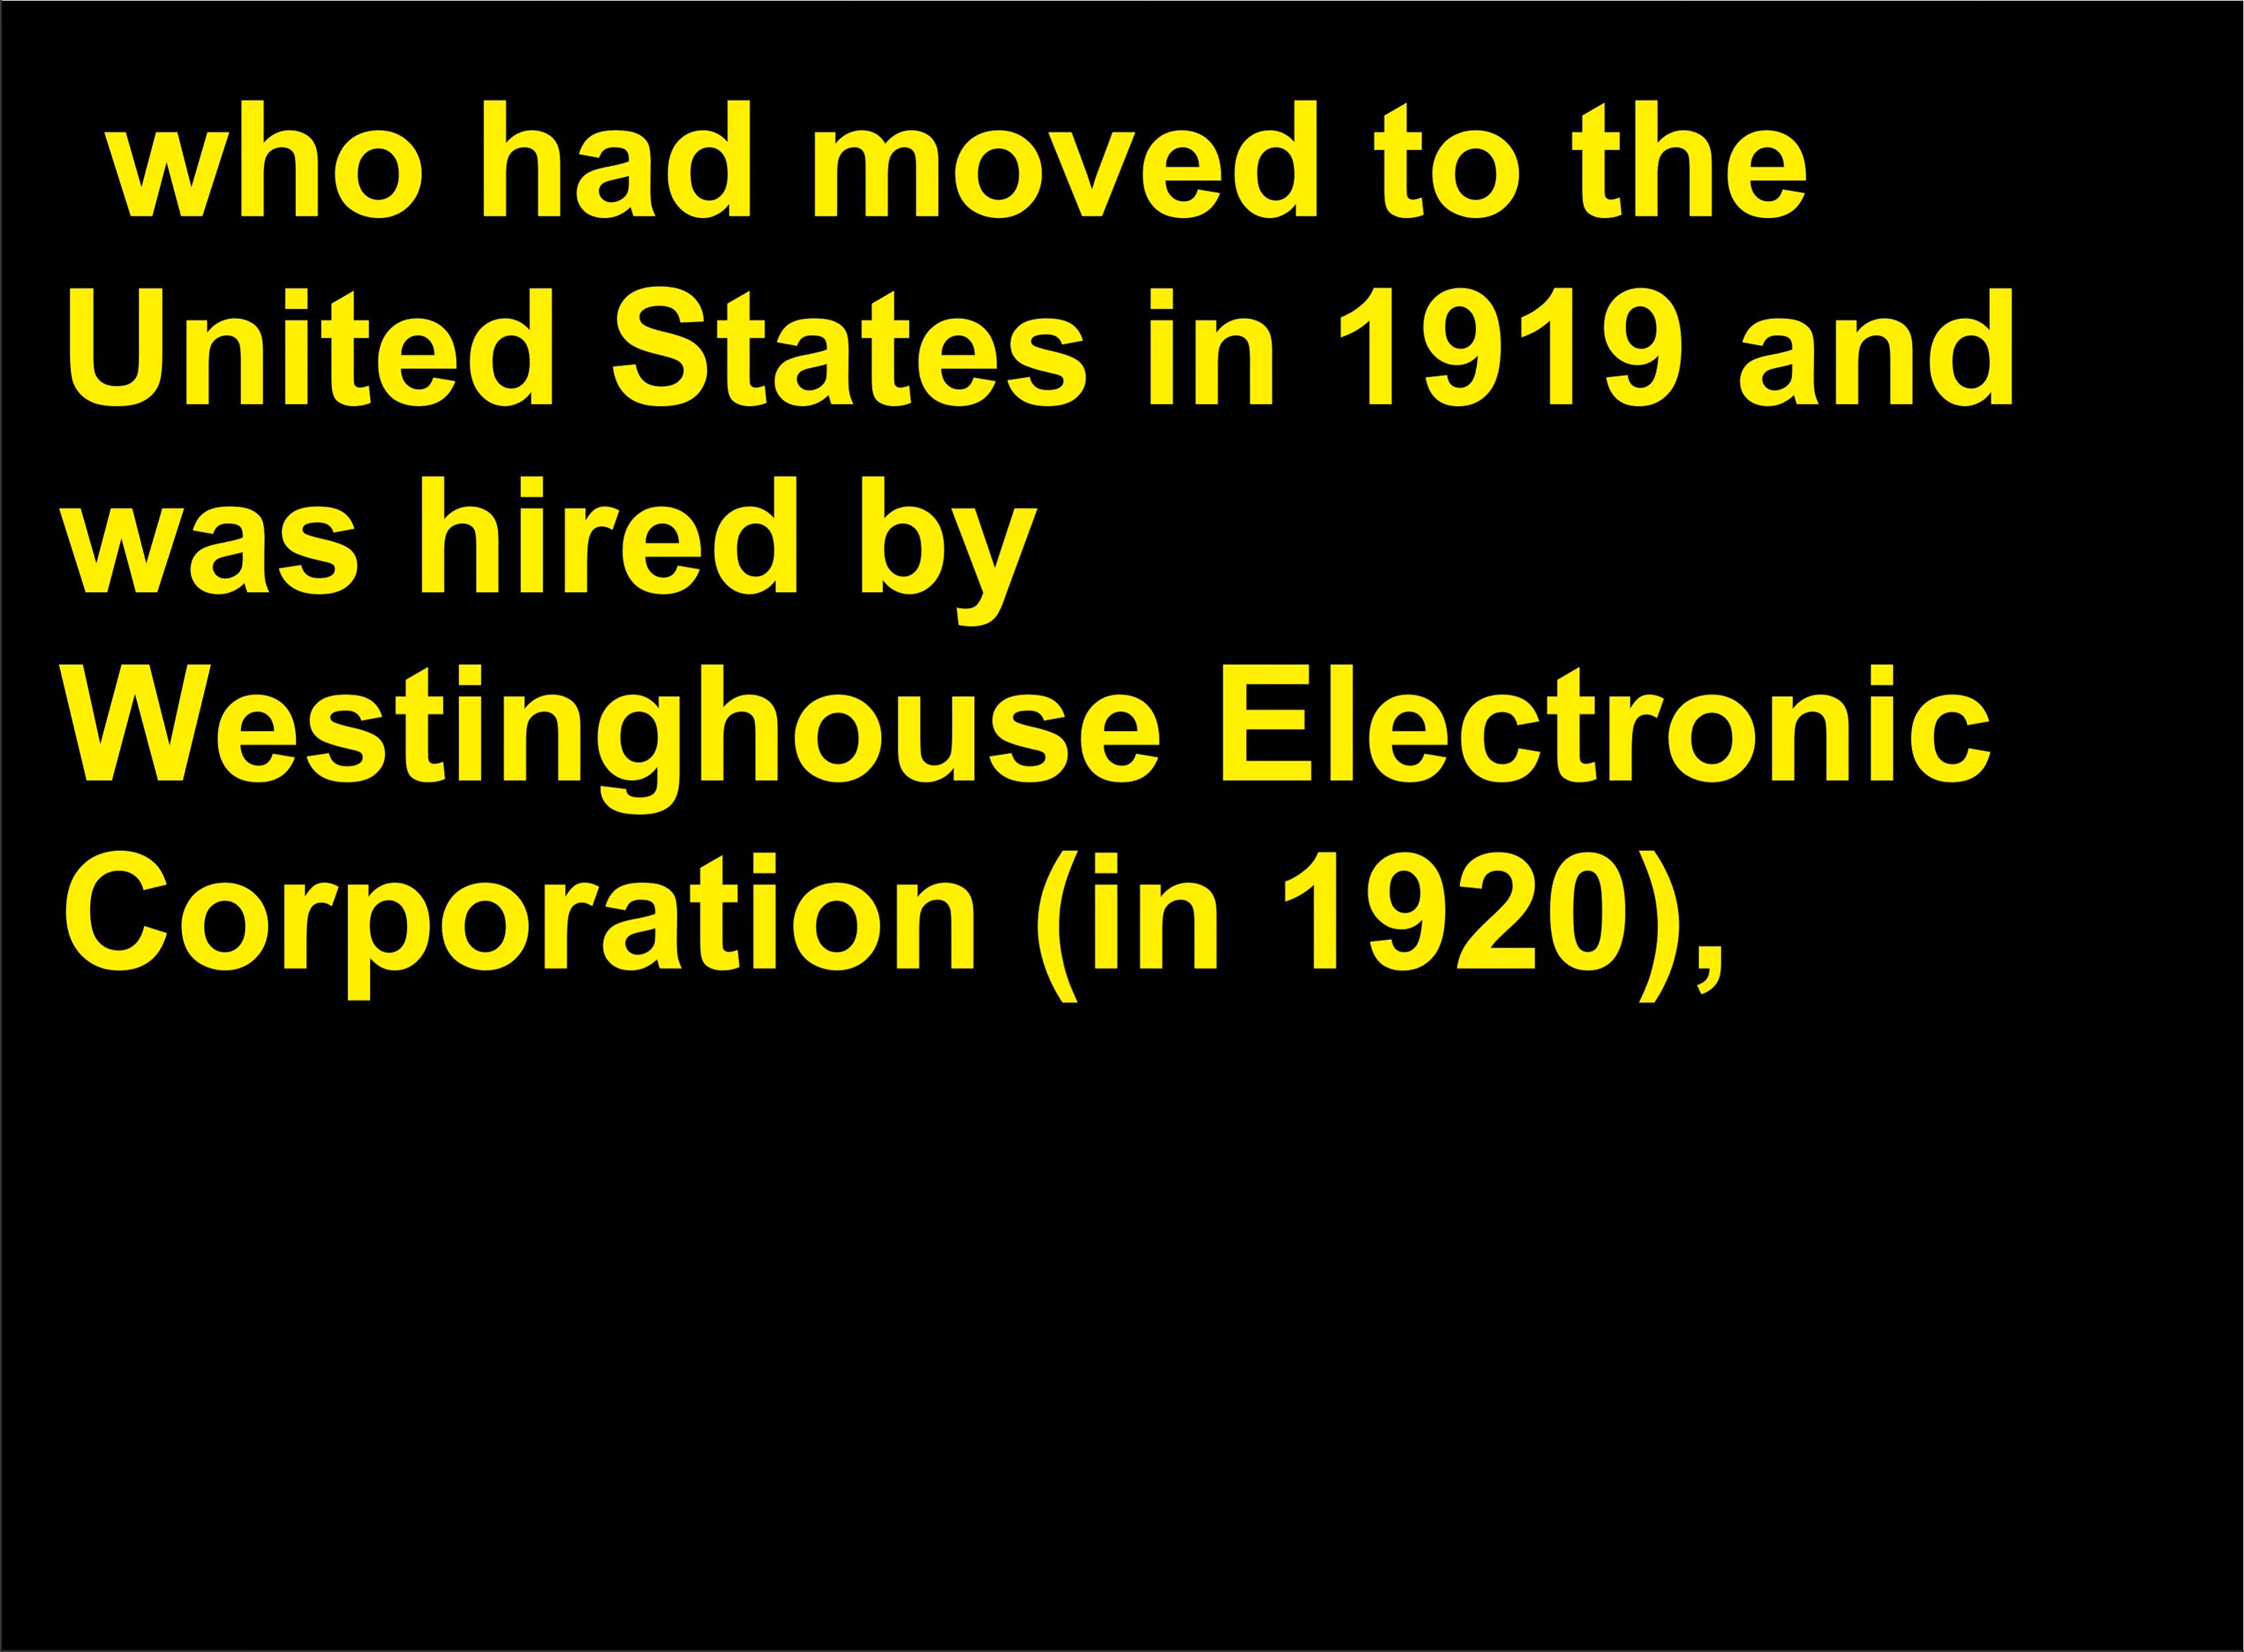 who had moved to the
United States in 1919 and
was hired by
Westinghouse Electronic
Corporation (in 1920),